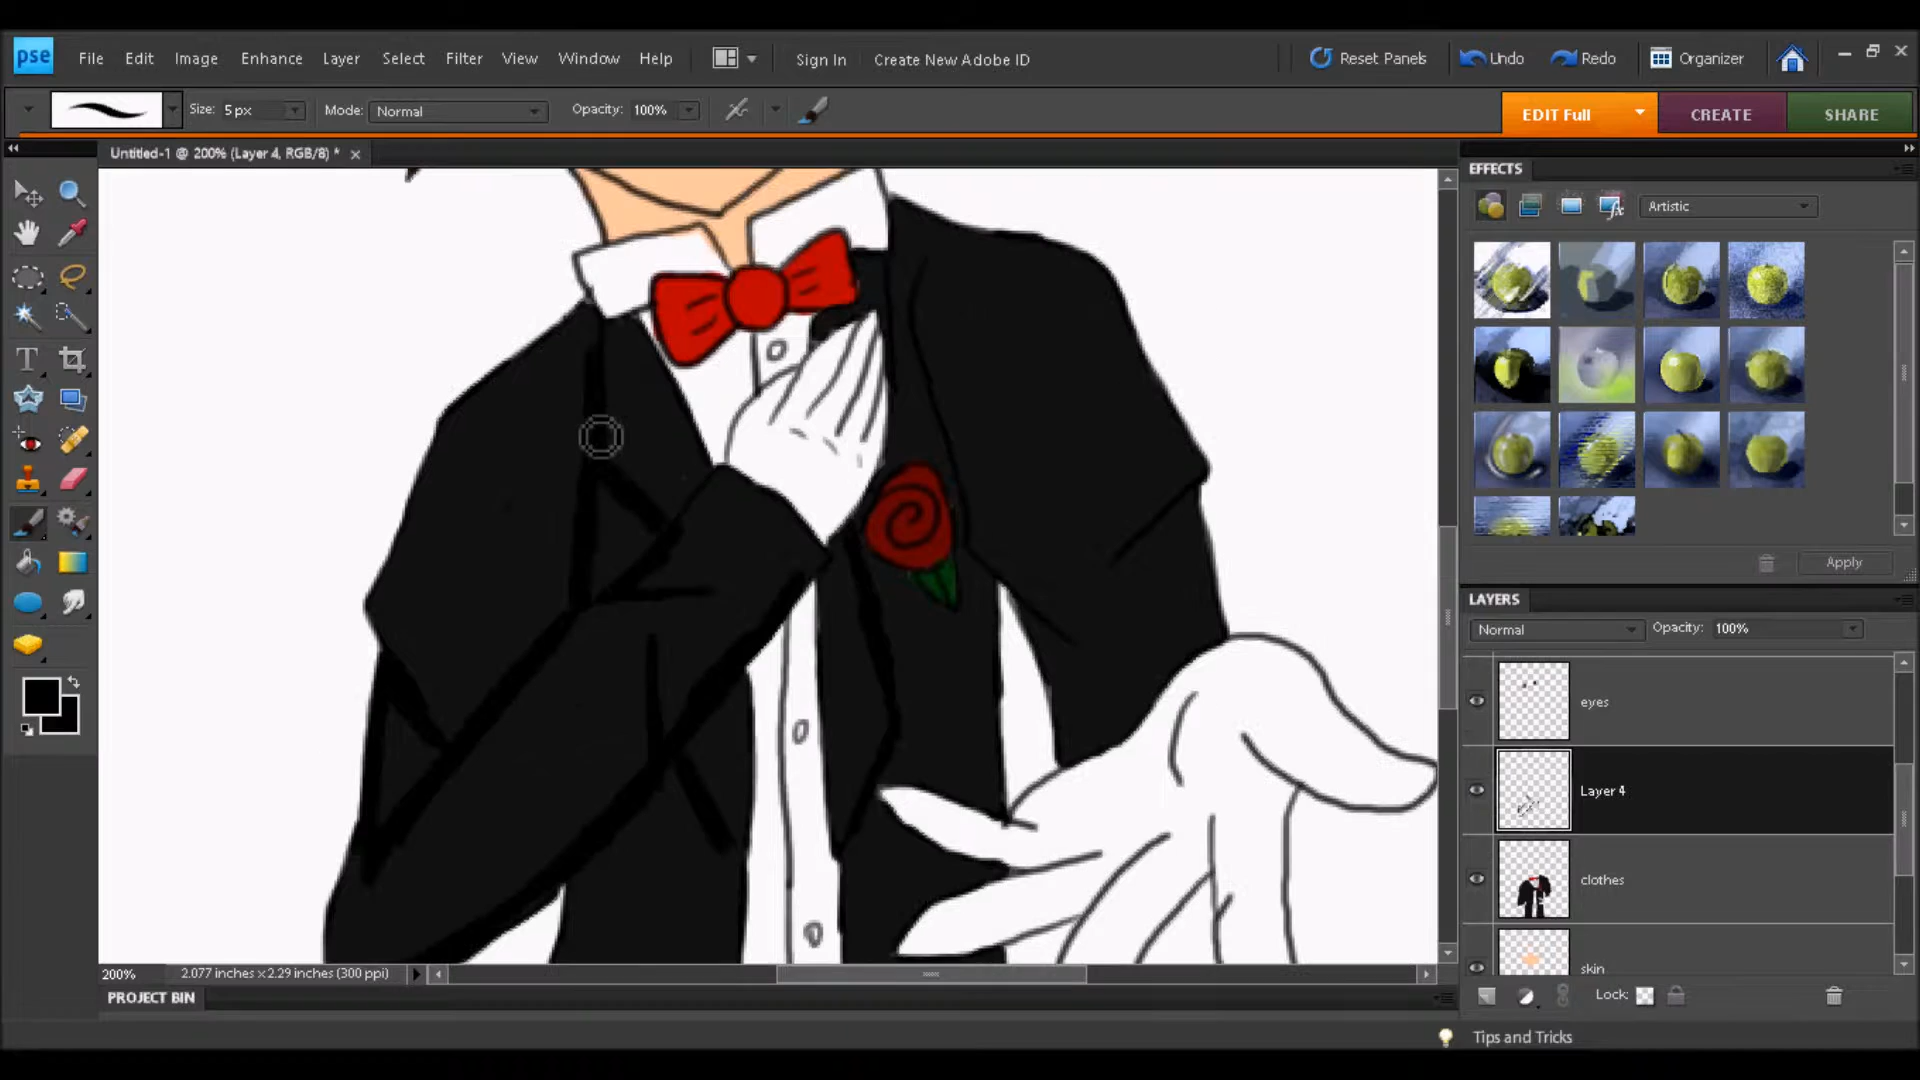 pse File Edit Image Enhance Layer Select Filter View Window Help Sign In Create New Adobe ID Reset Panels Undo Redo Organizer
Size: 5 px Mode: Normal Opacity: 100% EDIT Full CREATE SHARE
Untitled-1 @ 200% (Layer 4, RGB/8) *
EFFECTS
Artistic
T
Apply
LAYERS
Normal Opacity: 100%
eyes
Layer 4
clothes
skin
200% 2.077 inches x 2.29 inches (300 ppi)
Lock:
PROJECT BIN
Tips and Tricks